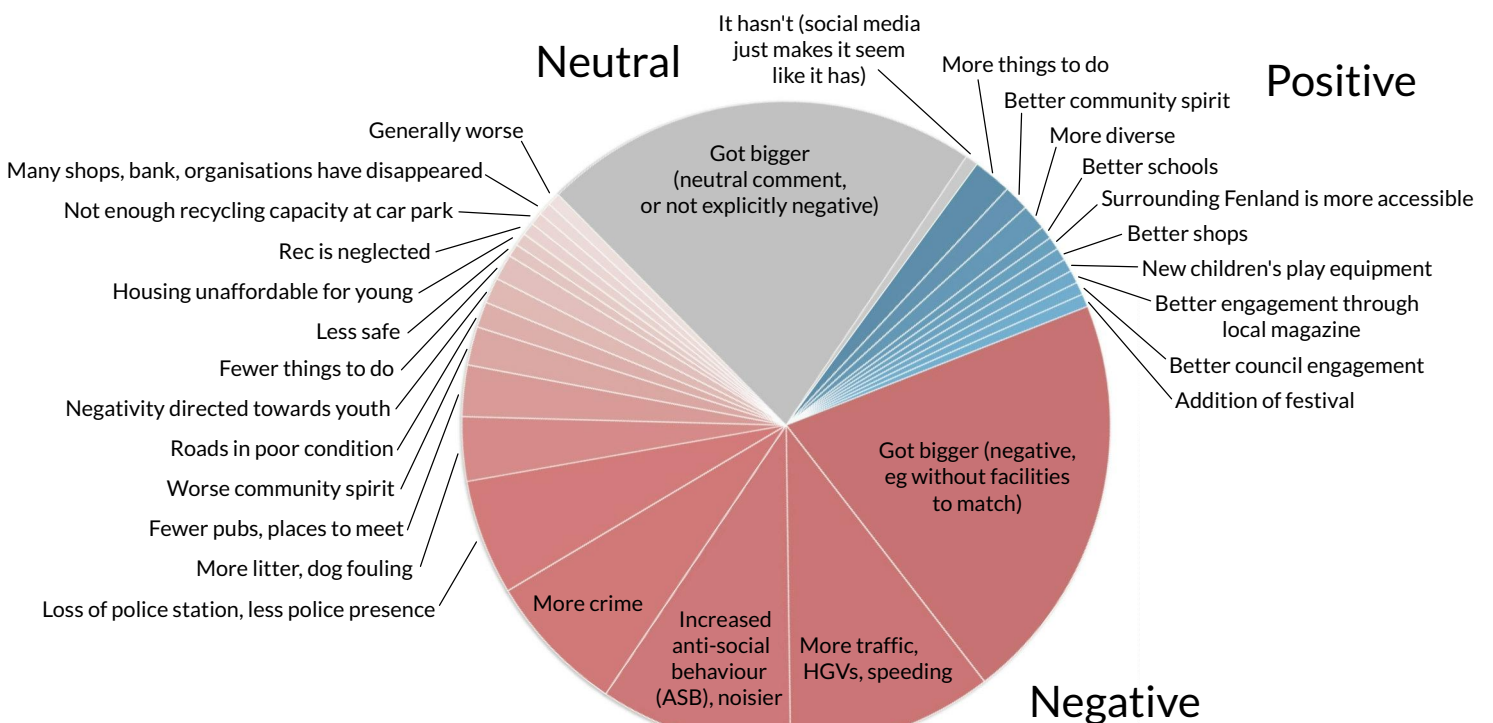 Neutral
It hasn't (social media
just makes it seem
like it has)
More things to do
Positive
Better community spirit
More diverse
Better schools
Surrounding Fenland is more accessible
Better shops
New children's play equipment
Better engagement through
local magazine
Better council engagement
Addition of festival
Generally worse
Many shops, bank, organisations have disappeared
Not enough recycling capacity at car park
Rec is neglected
Housing unaffordable for young
Less safe
Fewer things to do
Negativity directed towards youth
Roads in poor condition
Worse community spirit
Fewer pubs, places to meet
More litter, dog fouling
Loss of police station, less police presence
Got bigger
(neutral comment,
or not explicitly negative)
Got bigger (negative,
eg without facilities
to match)
More crime
Increased
anti-social
behaviour
(ASB), noisier
More traffic,
HGVs, speeding
Negative